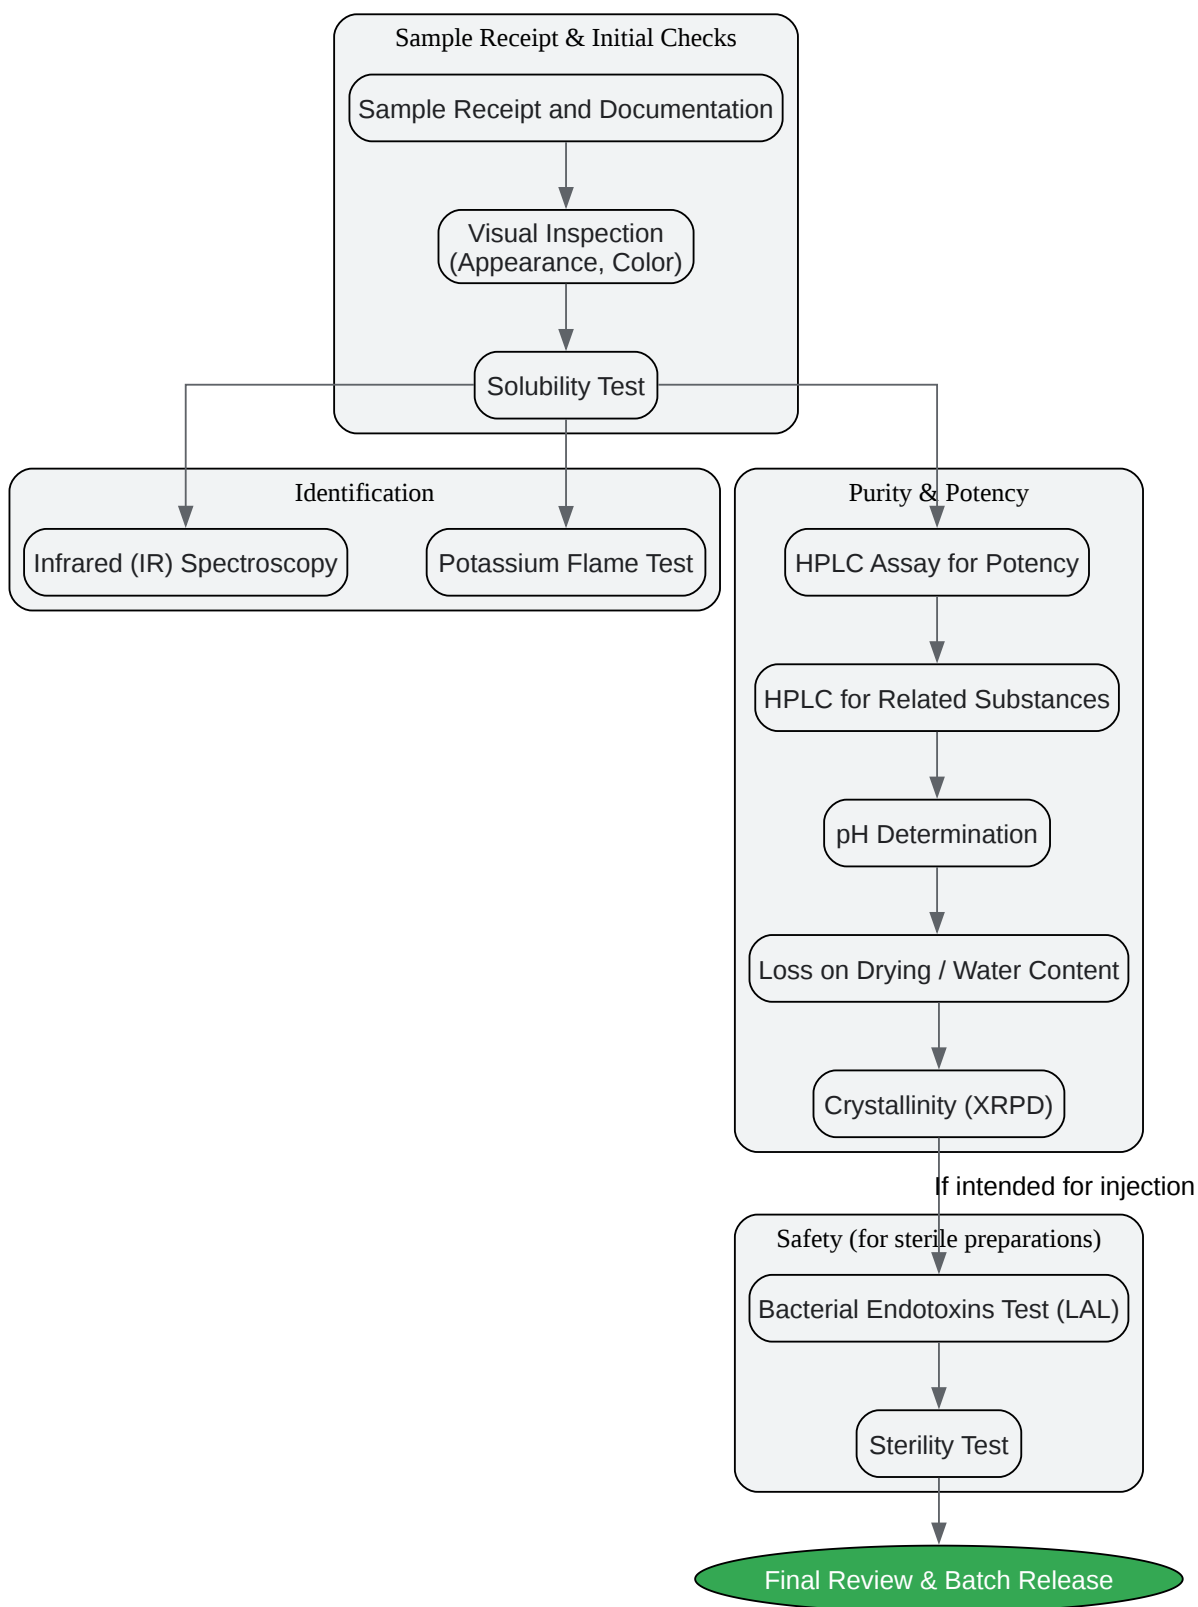 Sample Receipt & Initial Checks
Sample Receipt and Documentation
Visual Inspection
(Appearance, Color)
Solubility Test
Identification
Infrared (IR) Spectroscopy
Potassium Flame Test
Purity & Potency
HPLC Assay for Potency
HPLC for Related Substances
pH Determination
Loss on Drying / Water Content
Crystallinity (XRPD)
If intended for injection
Safety (for sterile preparations)
Bacterial Endotoxins Test (LAL)
Sterility Test
Final Review & Batch Release